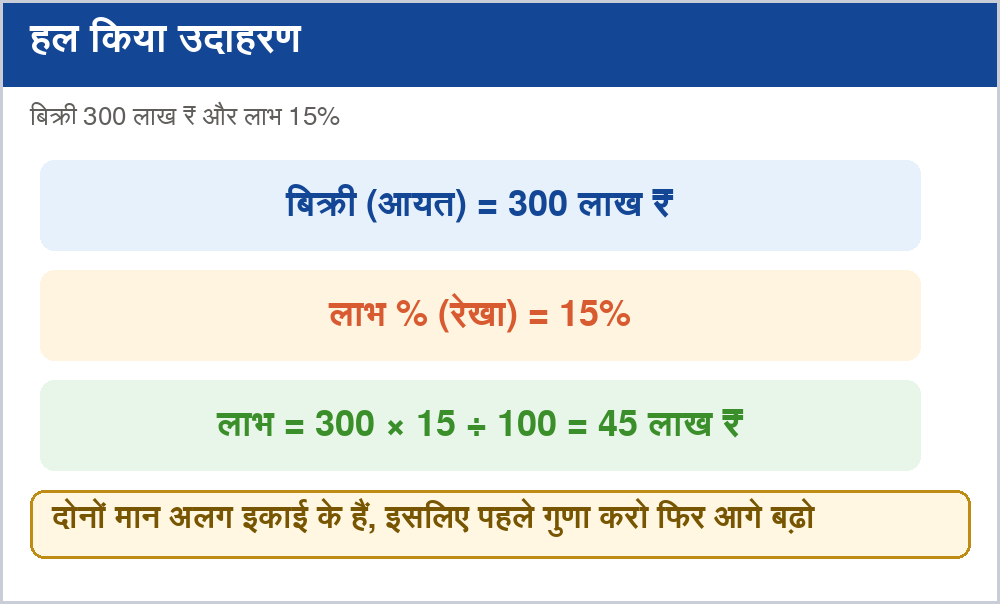 हल किया उदाहरण
बिक्री 300 लाख ₹ और लाभ 15%
बिक्री (आयत) = 300 लाख ₹
लाभ % (रेखा) = 15%
लाभ = 300 × 15 ÷ 100 = 45 लाख ₹
दोनों मान अलग इकाई के हैं, इसलिए पहले गुणा करो फिर आगे बढ़ो